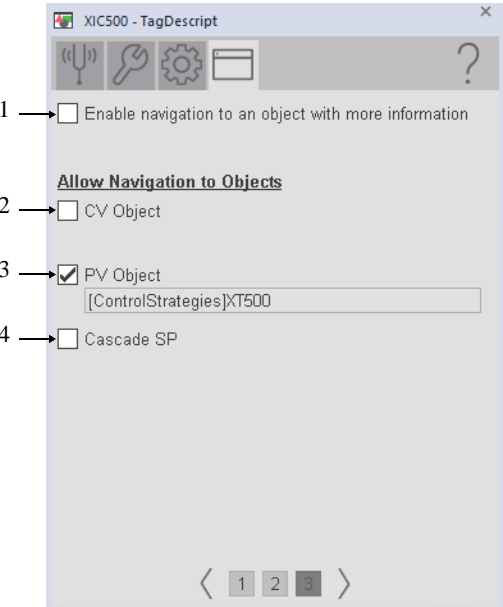 XIC500 - TagDescript
1 Enable navigation to an object with more information
Allow Navigation to Objects
2 CV Object
3 PV Object
[ControlStrategies]XT500
4 Cascade SP
1 2 3